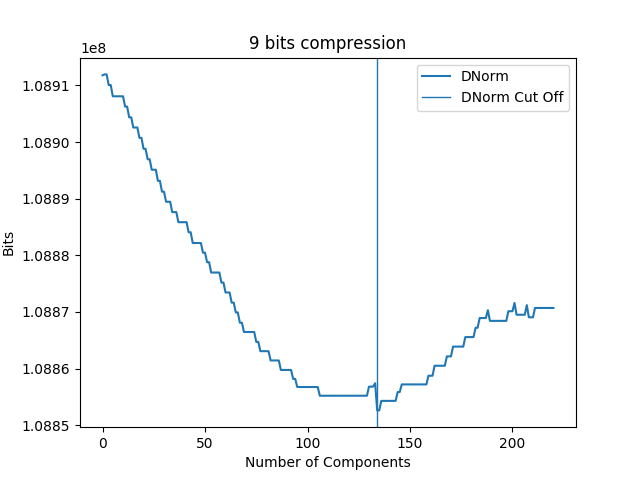 9 bits compression
1e8
DNorm
DNorm Cut Off
1.0891
1.0890
1.0889
1.0888
1.0887
1.0886
1.0885
Bits
0
50
100
150
200
Number of Components